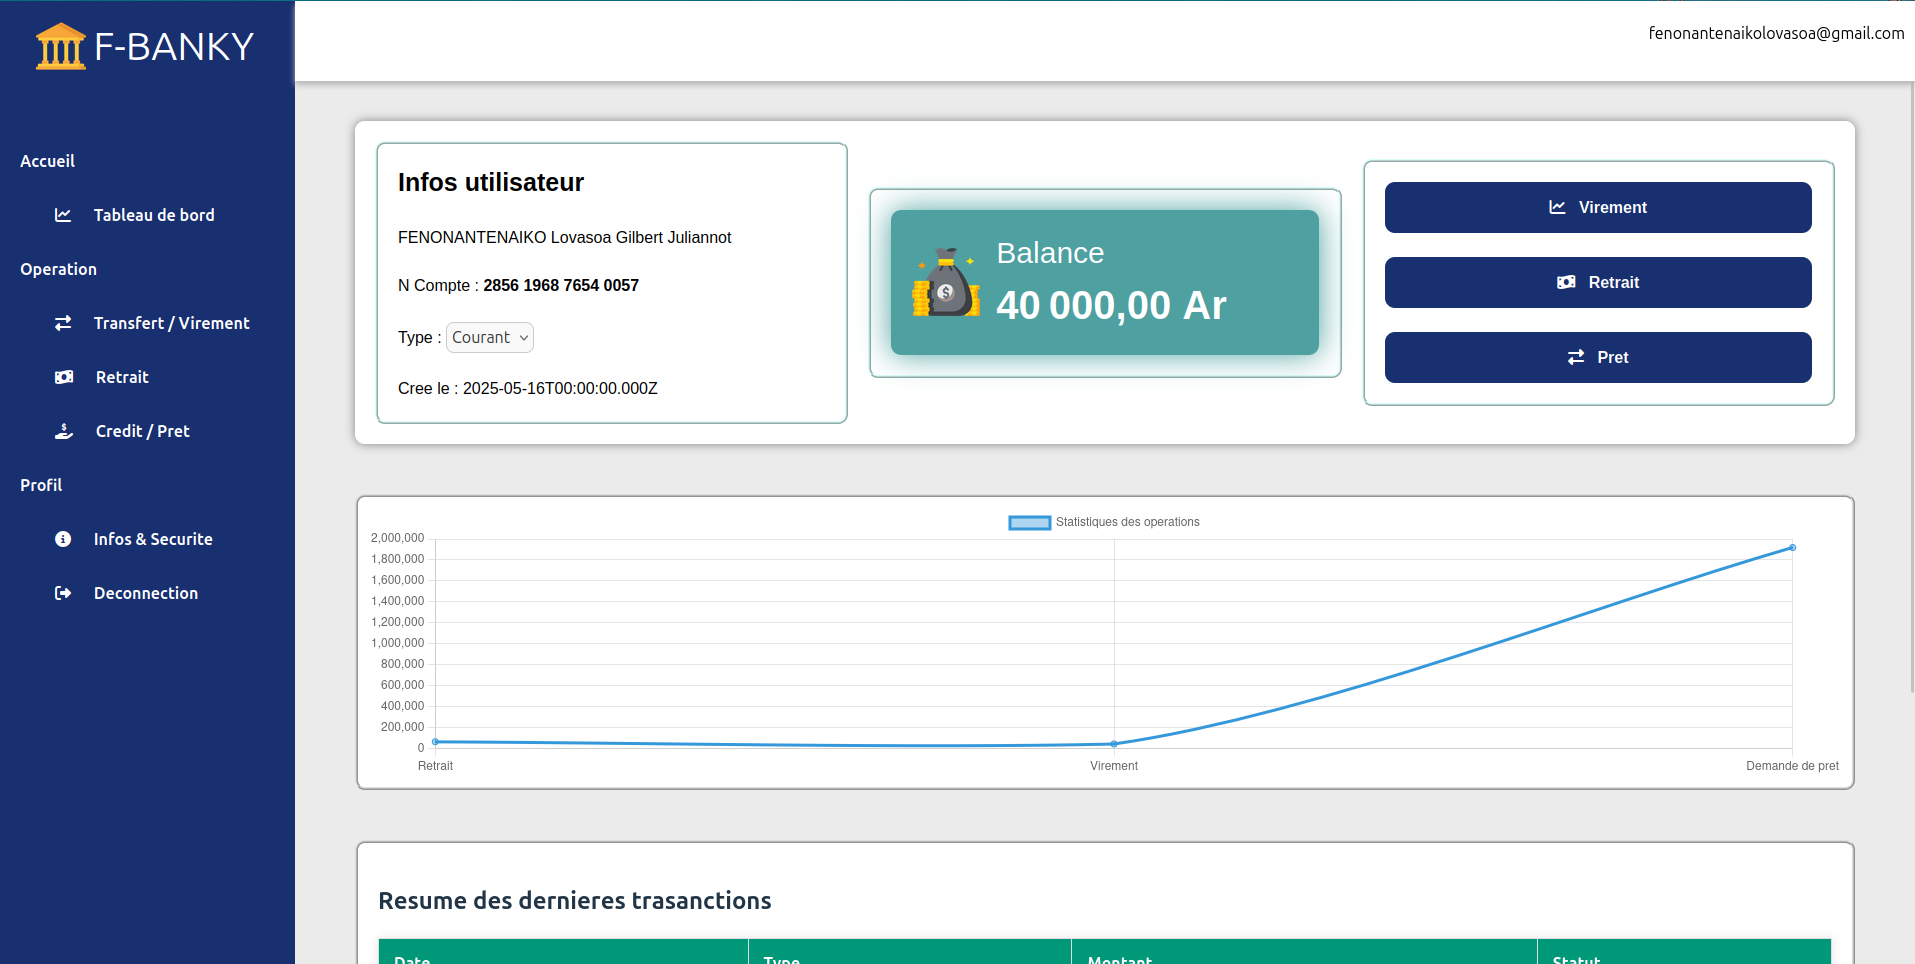 F-BANKY
fenonantenaikolovasoa@gmail.com
Accueil
Tableau de bord
Operation
Transfert / Virement
Retrait
Credit / Pret
Profil
Infos & Securite
Deconnection
Infos utilisateur
FENONANTENAIKO Lovasoa Gilbert Juliannot
N Compte : 2856 1968 7654 0057
Type : Courant
Cree le : 2025-05-16T00:00:00.000Z
Balance
40 000,00 Ar
Virement
Retrait
Pret
Statistiques des operations
2,000,000
1,800,000
1,600,000
1,400,000
1,200,000
1,000,000
800,000
600,000
400,000
200,000
0
Retrait Virement Demande de pret
Resume des dernieres trasanctions
Date Type Montant Statut